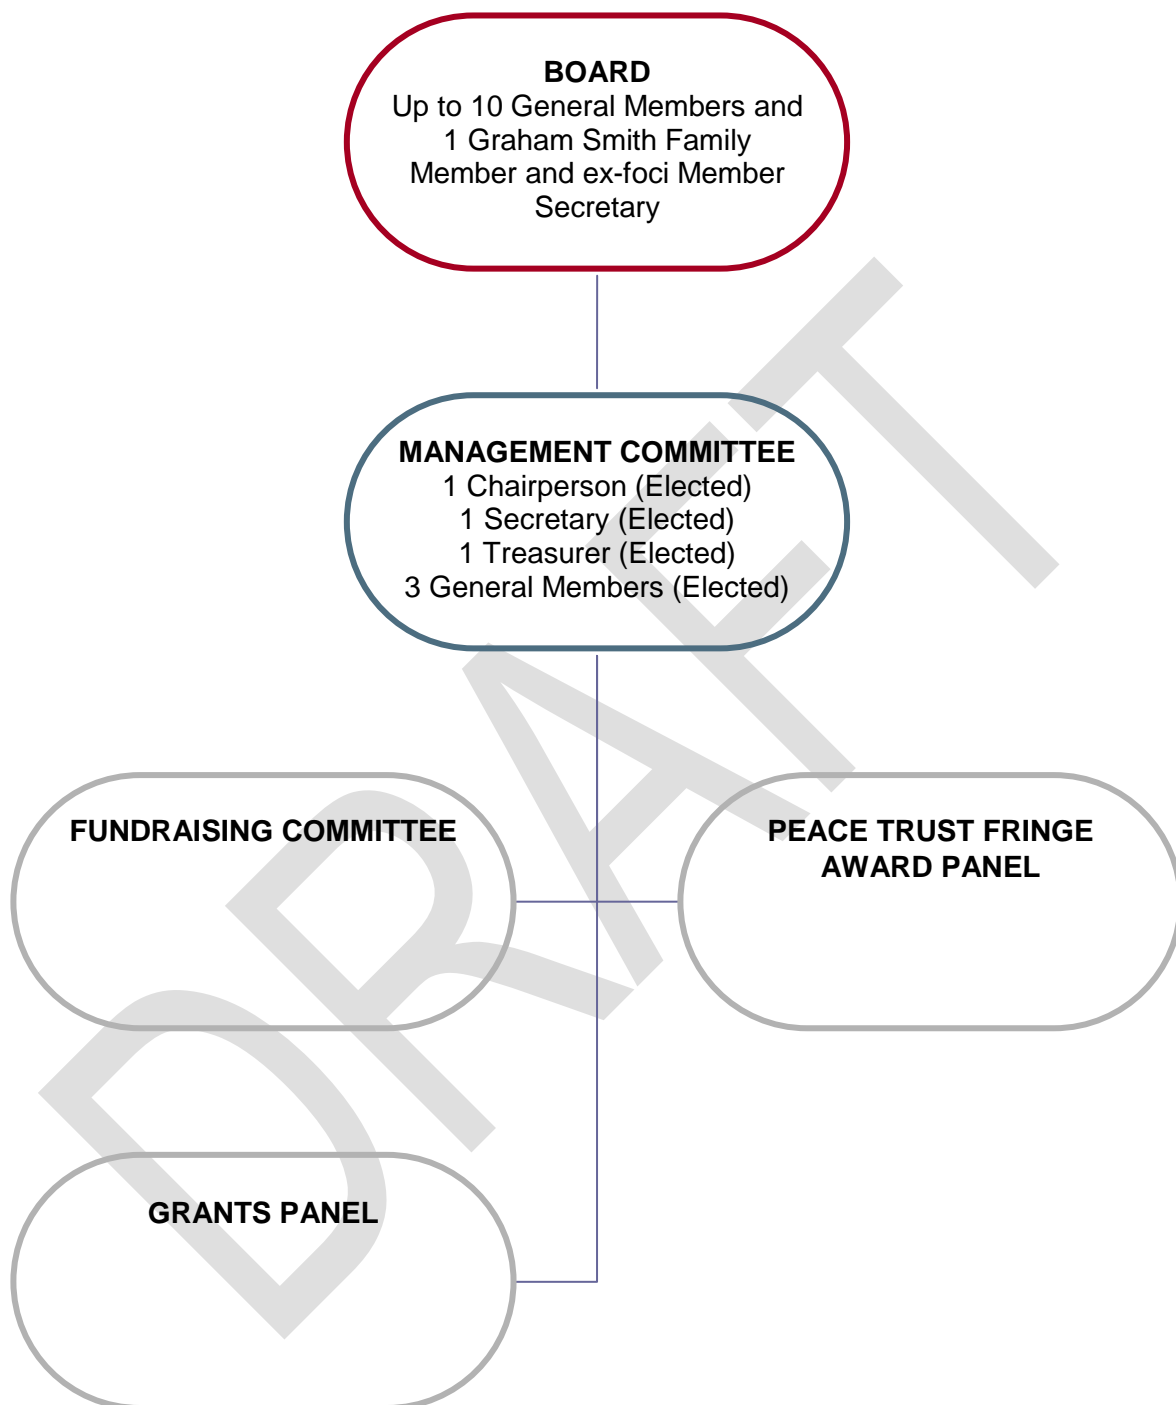 BOARD
Up to 10 General Members and
1 Graham Smith Family
Member and ex-foci Member
Secretary
MANAGEMENT COMMITTEE
1 Chairperson (Elected)
1 Secretary (Elected)
1 Treasurer (Elected)
3 General Members (Elected)
FUNDRAISING COMMITTEE
PEACE TRUST FRINGE
AWARD PANEL
GRANTS PANEL
DRAFT